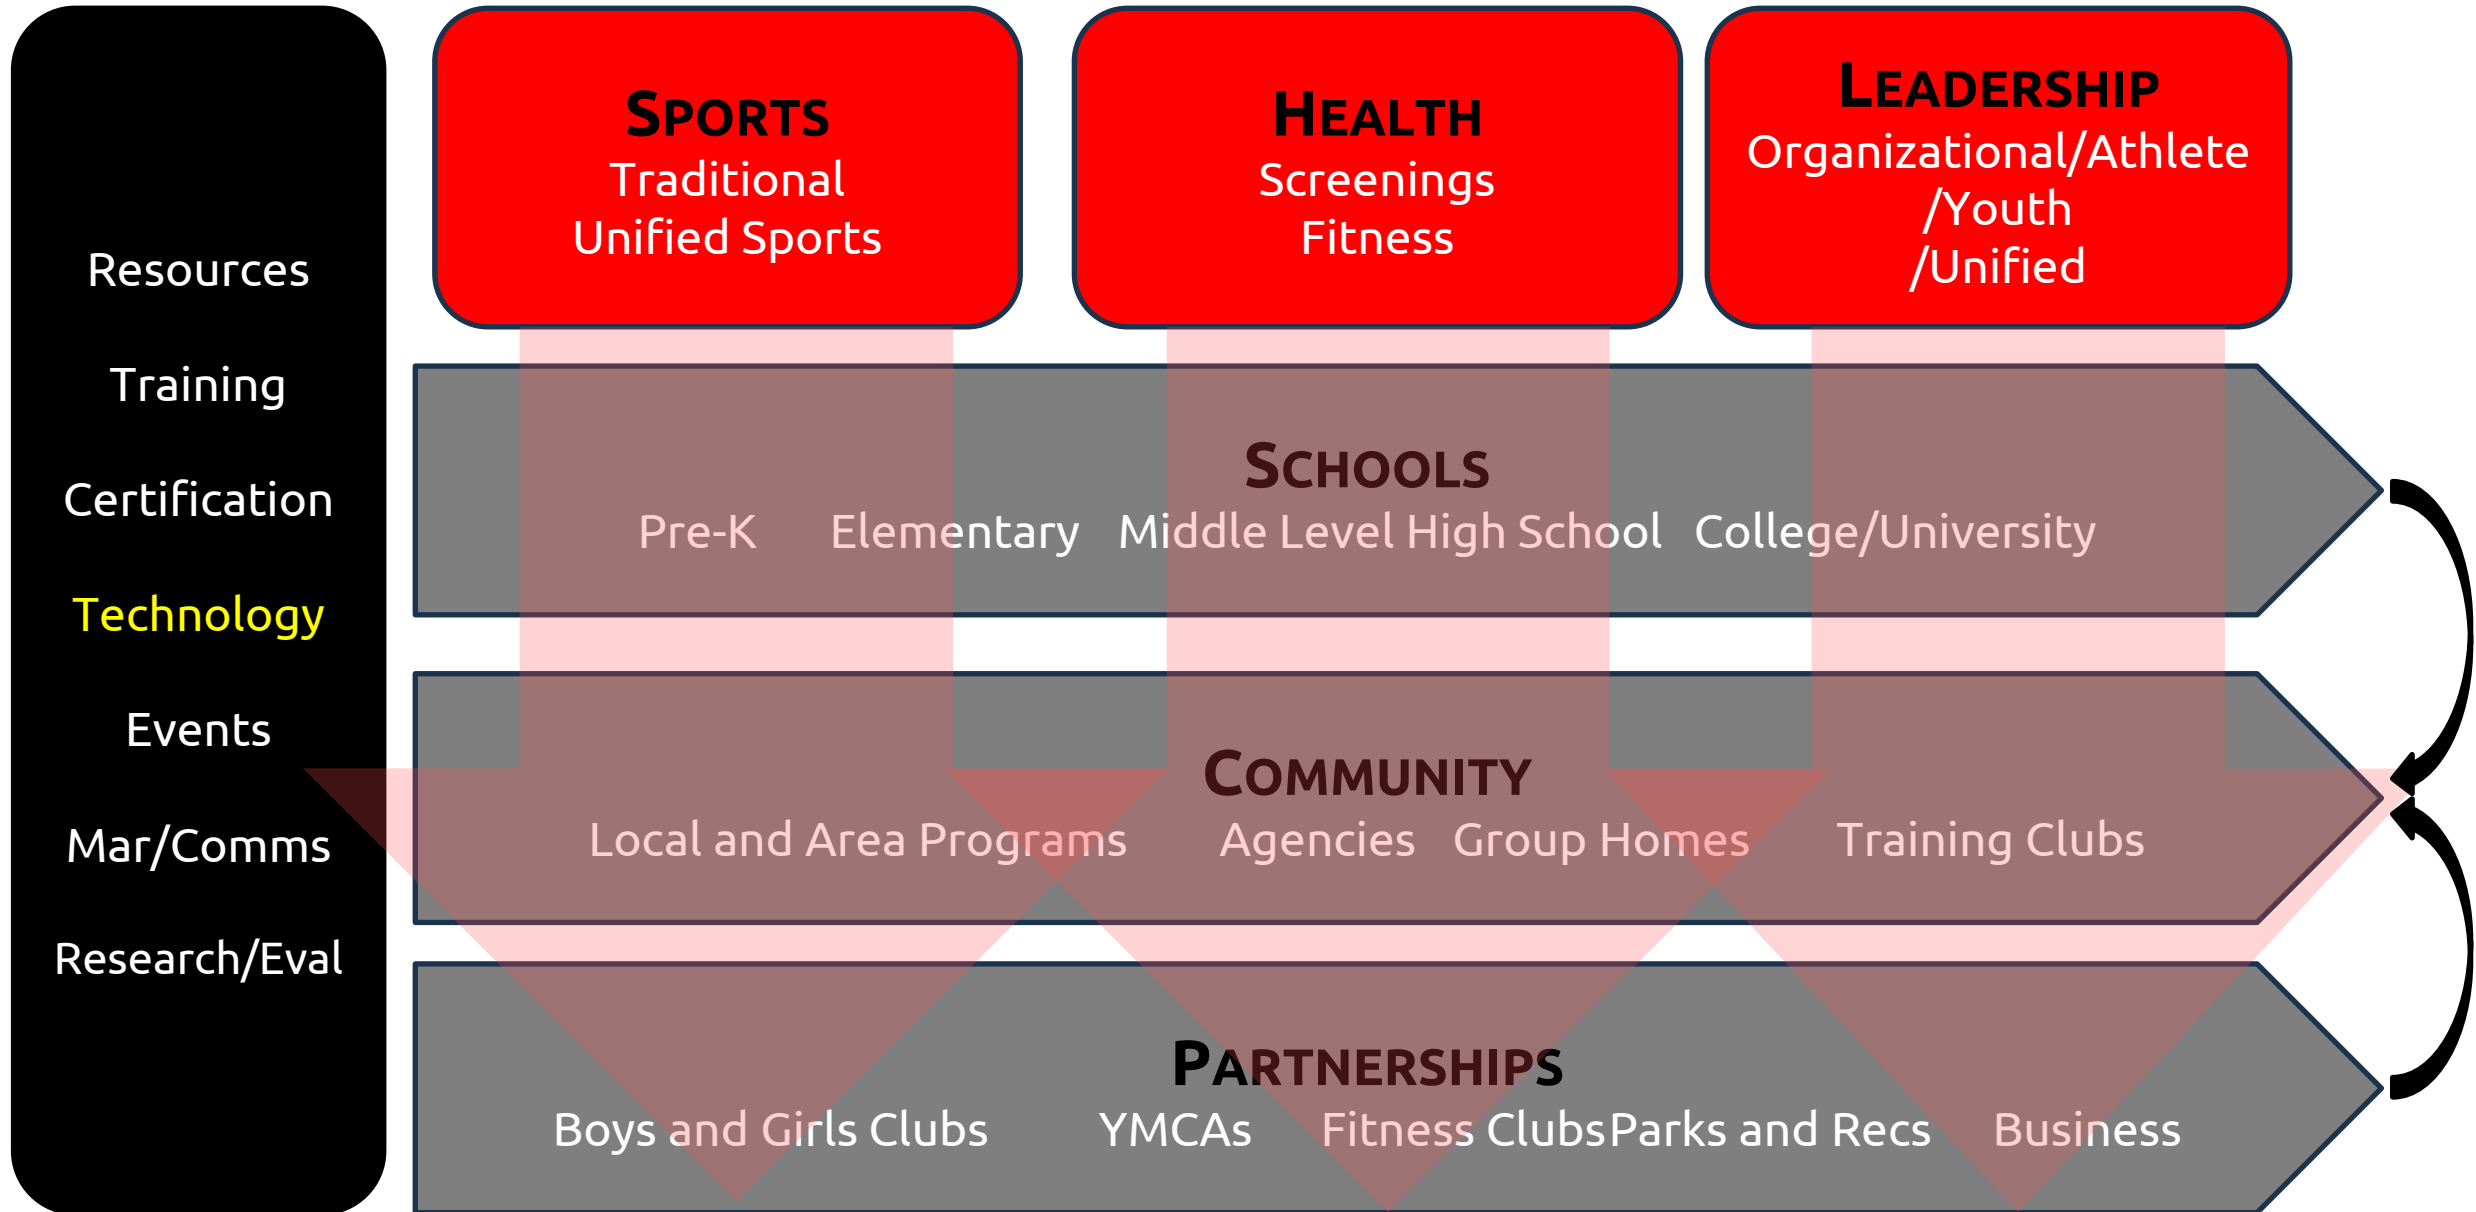 Resources
Training
Certification
Technology
Events
Mar/Comms
Research/Eval
SPORTS
Traditional
Unified Sports
HEALTH
Screenings
Fitness
LEADERSHIP
Organizational/Athlete
/Youth
/Unified
SCHOOLS
Pre-K Elementary Middle Level High School College/University
COMMUNITY
Local and Area Programs Agencies Group Homes Training Clubs
PARTNERSHIPS
Boys and Girls Clubs YMCAs Fitness Clubs Parks and Recs Business